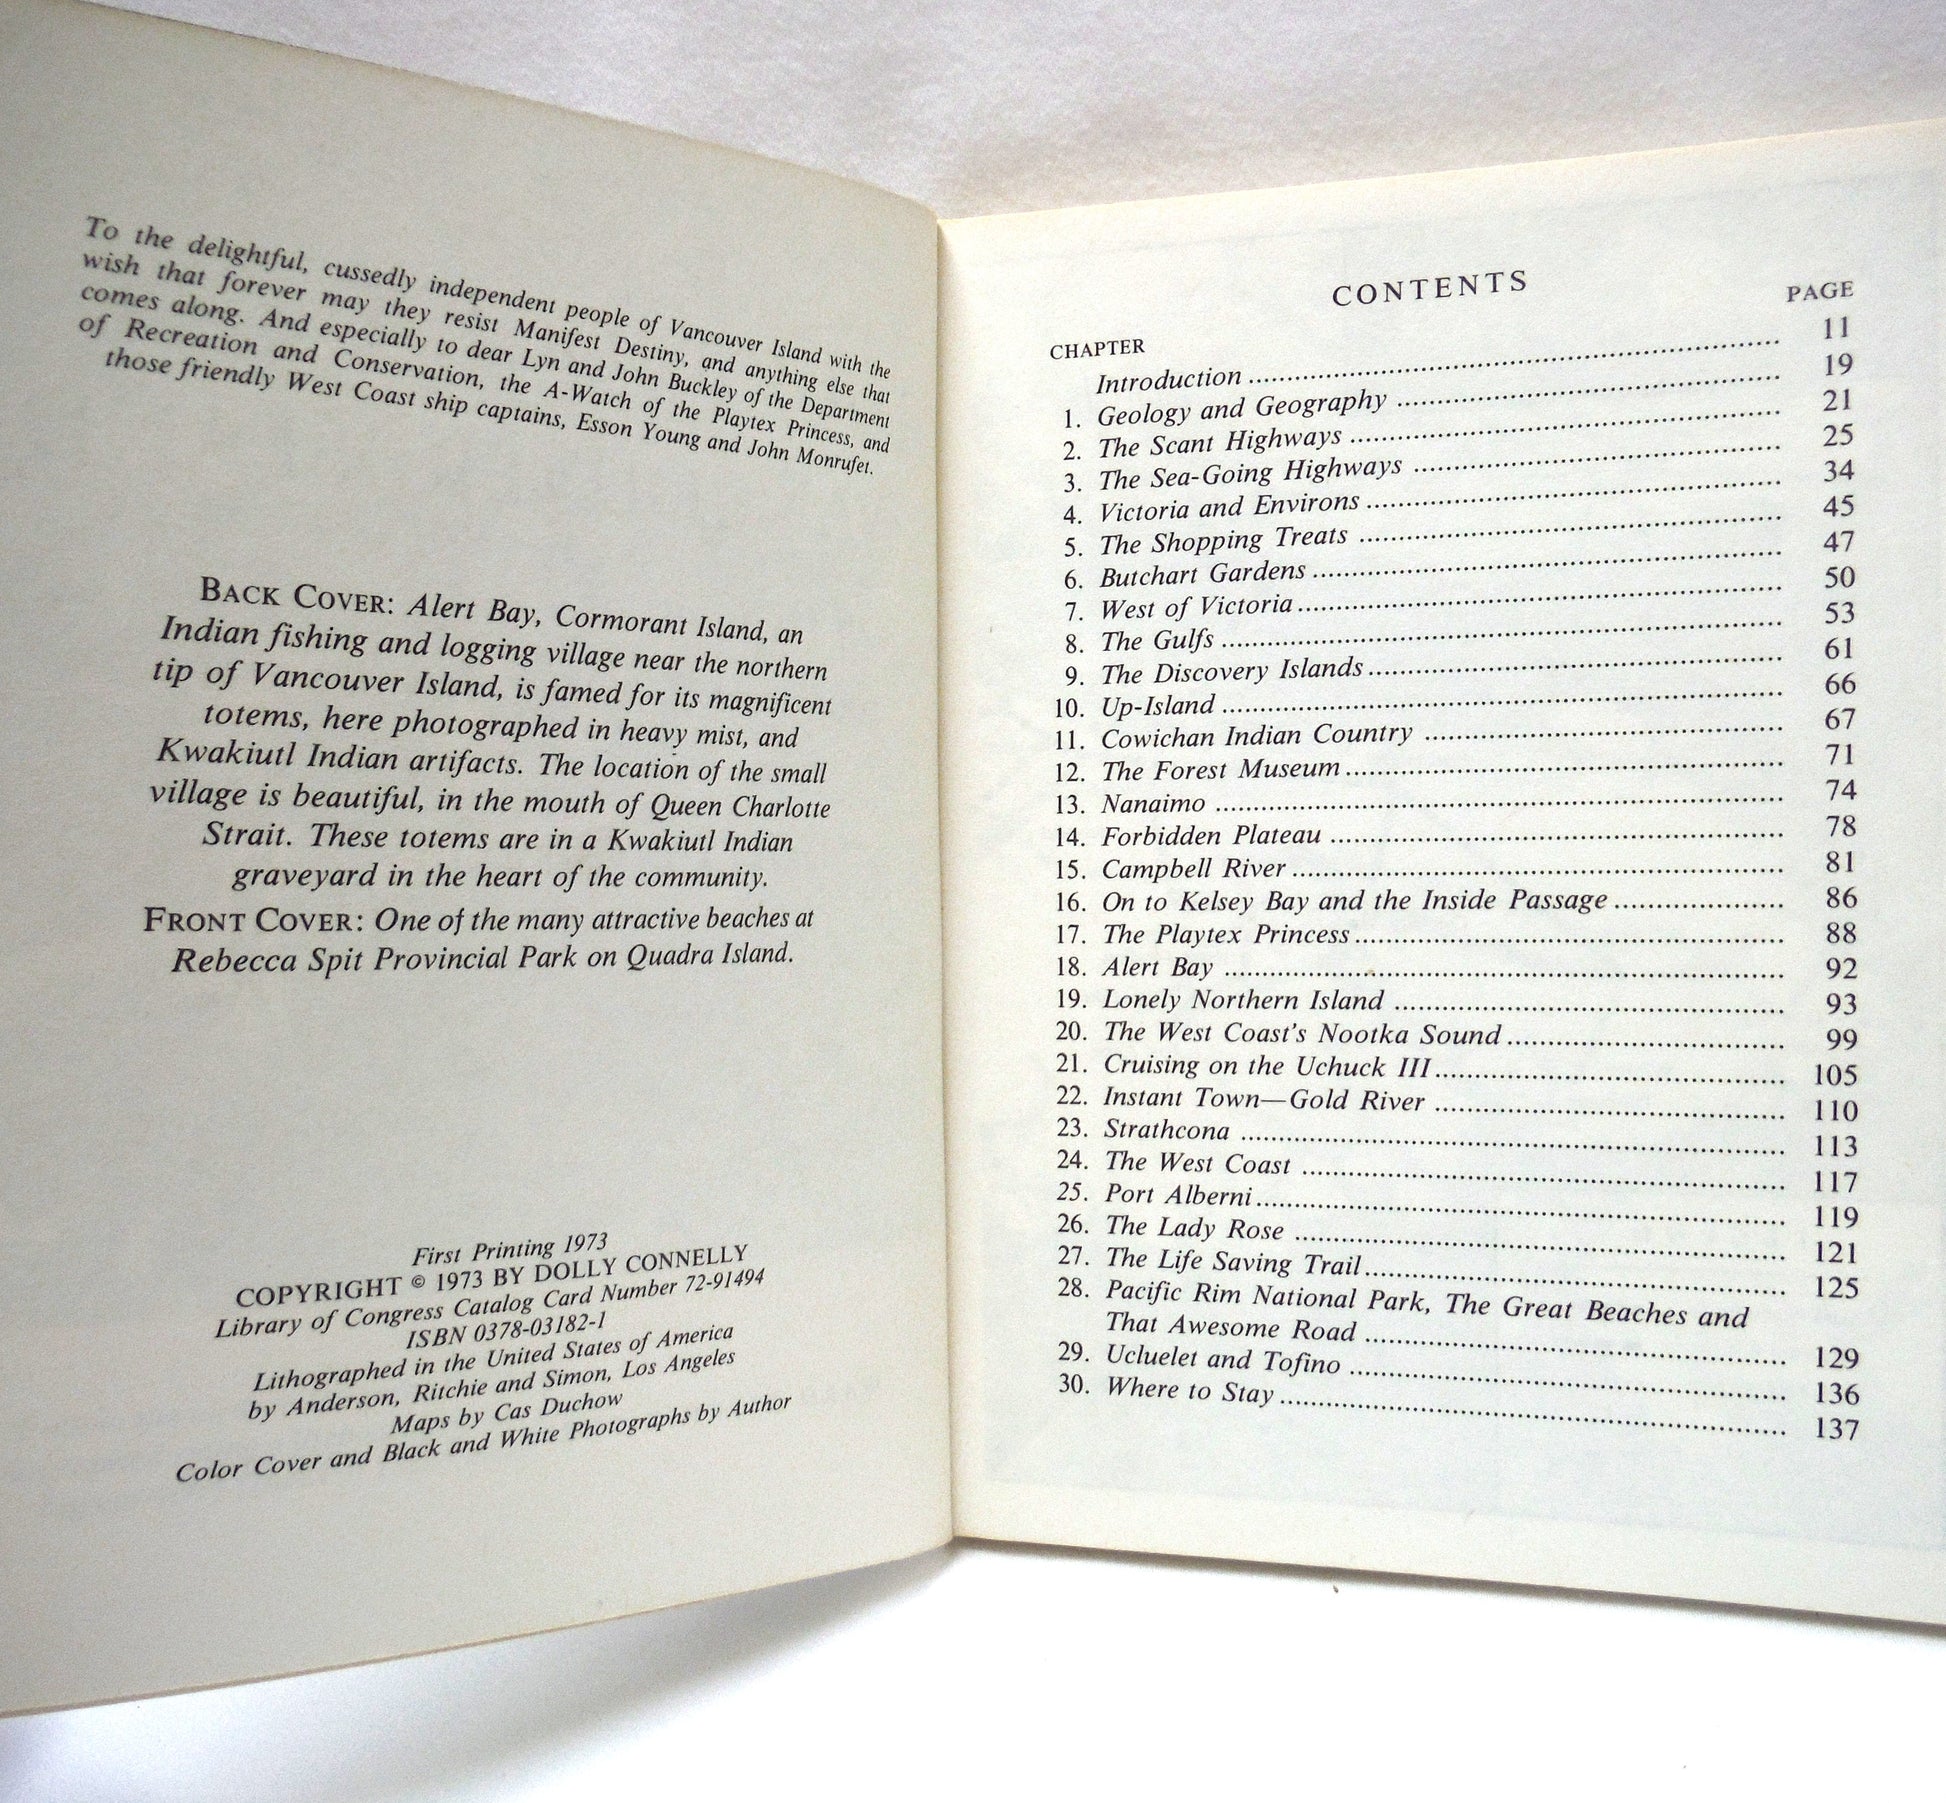 To the delightful, cussedly independent people of Vancouver Island with the
wish that forever may they resist Manifest Destiny, and anything else that
comes along. And especially to dear Lyn and John Buckley of the Department
of Recreation and Conservation, the A-Watch of the Playtex Princess, and
those friendly West Coast ship captains, Esson Young and John Monrufet.
BACK COVER: Alert Bay, Cormorant Island, an
Indian fishing and logging village near the northern
tip of Vancouver Island, is famed for its magnificent
totems, here photographed in heavy mist, and
Kwakiutl Indian artifacts. The location of the small
village is beautiful, in the mouth of Queen Charlotte
Strait. These totems are in a Kwakiutl Indian
graveyard in the heart of the community.
FRONT COVER: One of the many attractive beaches at
Rebecca Spit Provincial Park on Quadra Island.
First Printing 1973
COPYRIGHT © 1973 BY DOLLY CONNELLY
Library of Congress Catalog Card Number 72-91494
ISBN 0378-03182-1
Lithographed in the United States of America
by Anderson, Ritchie and Simon, Los Angeles
Maps by Cas Duchow
Color Cover and Black and White Photographs by Author
CONTENTS
CHAPTER PAGE
Introduction 11
1. Geology and Geography 19
2. The Scant Highways 21
3. The Sea-Going Highways 25
4. Victoria and Environs 34
5. The Shopping Treats 45
6. Butchart Gardens 47
7. West of Victoria 50
8. The Gulfs 53
9. The Discovery Islands 61
10. Up-Island 66
11. Cowichan Indian Country 67
12. The Forest Museum 71
13. Nanaimo 74
14. Forbidden Plateau 78
15. Campbell River 81
16. On to Kelsey Bay and the Inside Passage 86
17. The Playtex Princess 88
18. Alert Bay 92
19. Lonely Northern Island 93
20. The West Coast's Nootka Sound 99
21. Cruising on the Uchuck III 105
22. Instant Town—Gold River 110
23. Strathcona 113
24. The West Coast 117
25. Port Alberni 119
26. The Lady Rose 121
27. The Life Saving Trail 125
28. Pacific Rim National Park, The Great Beaches and
That Awesome Road 129
29. Ucluelet and Tofino 136
30. Where to Stay 137